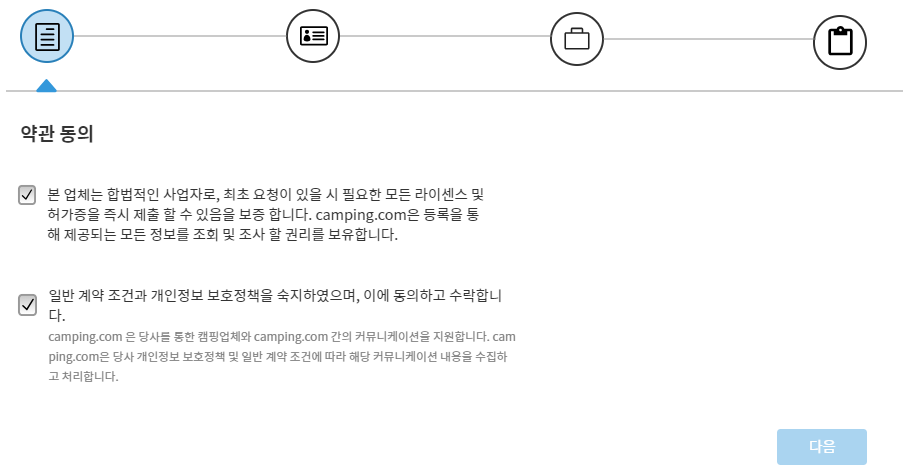 약관 동의
본 업체는 합법적인 사업자로, 최초 요청이 있을 시 필요한 모든 라이센스 및
허가증을 즉시 제출 할 수 있음을 보증 합니다. camping.com은 등록을 통
해 제공되는 모든 정보를 조회 및 조사 할 권리를 보유합니다.
일반 계약 조건과 개인정보 보호정책을 숙지하였으며, 이에 동의하고 수락합니
다.
camping.com 은 당사를 통한 캠핑업체와 camping.com 간의 커뮤니케이션을 지원합니다. cam
ping.com은 당사 개인정보 보호정책 및 일반 계약 조건에 따라 해당 커뮤니케이션 내용을 수집하
고 처리합니다.
다음